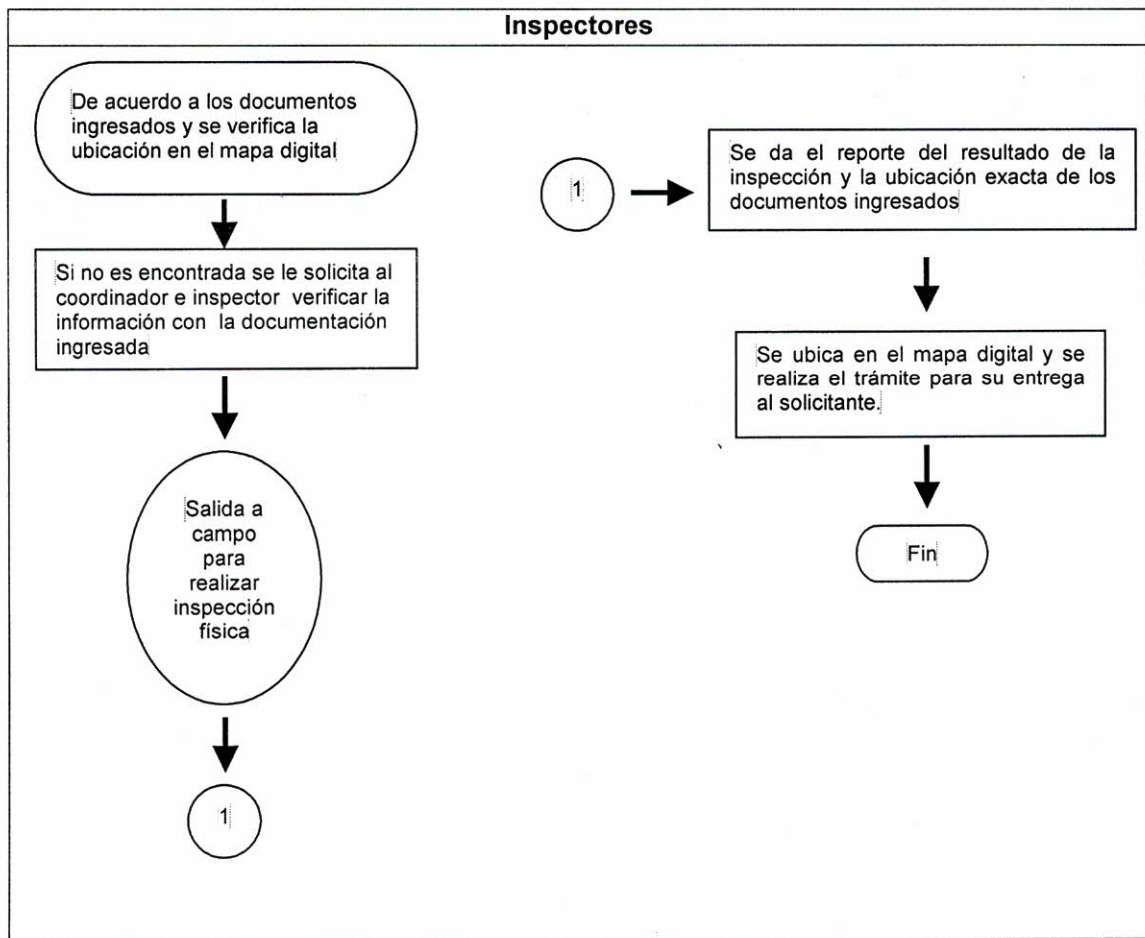 Inspectores
De acuerdo a los documentos
ingresados y se verifica la
ubicación en el mapa digital
Si no es encontrada se le solicita al
coordinador e inspector verificar la
información con la documentación
ingresada
Salida a
campo
para
realizar
inspección
física
1
1
Se da el reporte del resultado de la
inspección y la ubicación exacta de los
documentos ingresados
Se ubica en el mapa digital y se
realiza el trámite para su entrega
al solicitante.
Fin